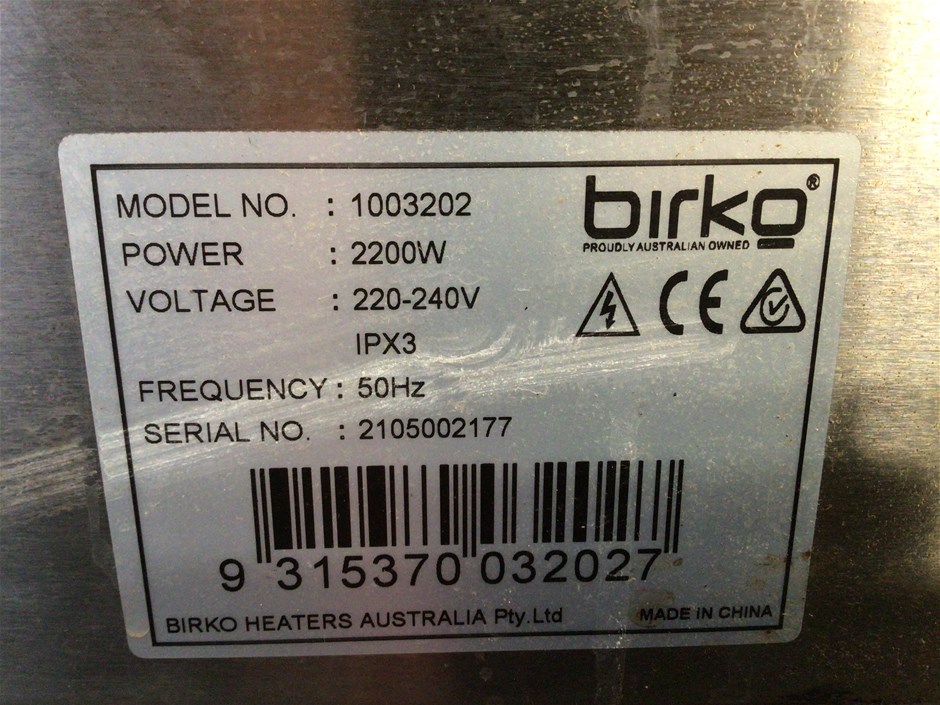 MODEL NO. : 1003202
birko®
PROUDLY AUSTRALIAN OWNED
POWER : 2200W
VOLTAGE : 220-240V
CE
IPX3
FREQUENCY : 50Hz
SERIAL NO. : 2105002177
9 315370 032027
BIRKO HEATERS AUSTRALIA Pty.Ltd MADE iN CHINA